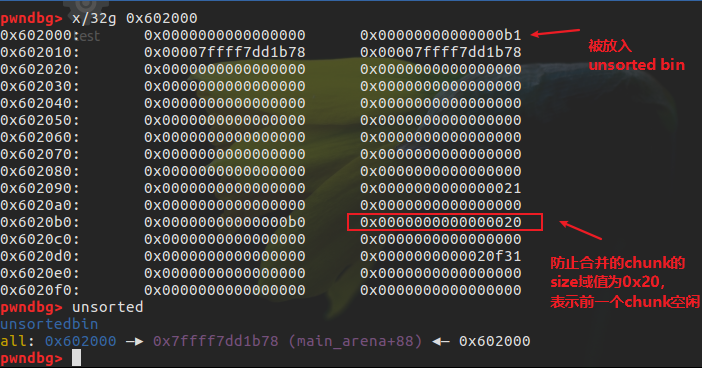 pwndbg> x/32g 0x602000
0x602000: 0x0000000000000000 0x00000000000000b1
0x602010: 0x00007ffff7dd1b78 0x00007ffff7dd1b78
0x602020: 0x0000000000000000 0x0000000000000000
0x602030: 0x0000000000000000 0x0000000000000000
0x602040: 0x0000000000000000 0x0000000000000000
0x602050: 0x0000000000000000 0x0000000000000000
0x602060: 0x0000000000000000 0x0000000000000000
0x602070: 0x0000000000000000 0x0000000000000000
0x602080: 0x0000000000000000 0x0000000000000000
0x602090: 0x0000000000000000 0x0000000000000021
0x6020a0: 0x0000000000000000 0x0000000000000000
0x6020b0: 0x00000000000000b0 0x0000000000000020
0x6020c0: 0x0000000000000000 0x0000000000000000
0x6020d0: 0x0000000000000000 0x0000000000020f31
0x6020e0: 0x0000000000000000 0x0000000000000000
0x6020f0: 0x0000000000000000 0x0000000000000000
pwndbg> unsorted
unsortedbin
all: 0x602000 —▸ 0x7ffff7dd1b78 (main_arena+88) ◂— 0x602000
pwndbg>
被放入
unsorted bin
防止合并的chunk的
size域值为0x20,
表示前一个chunk空闲